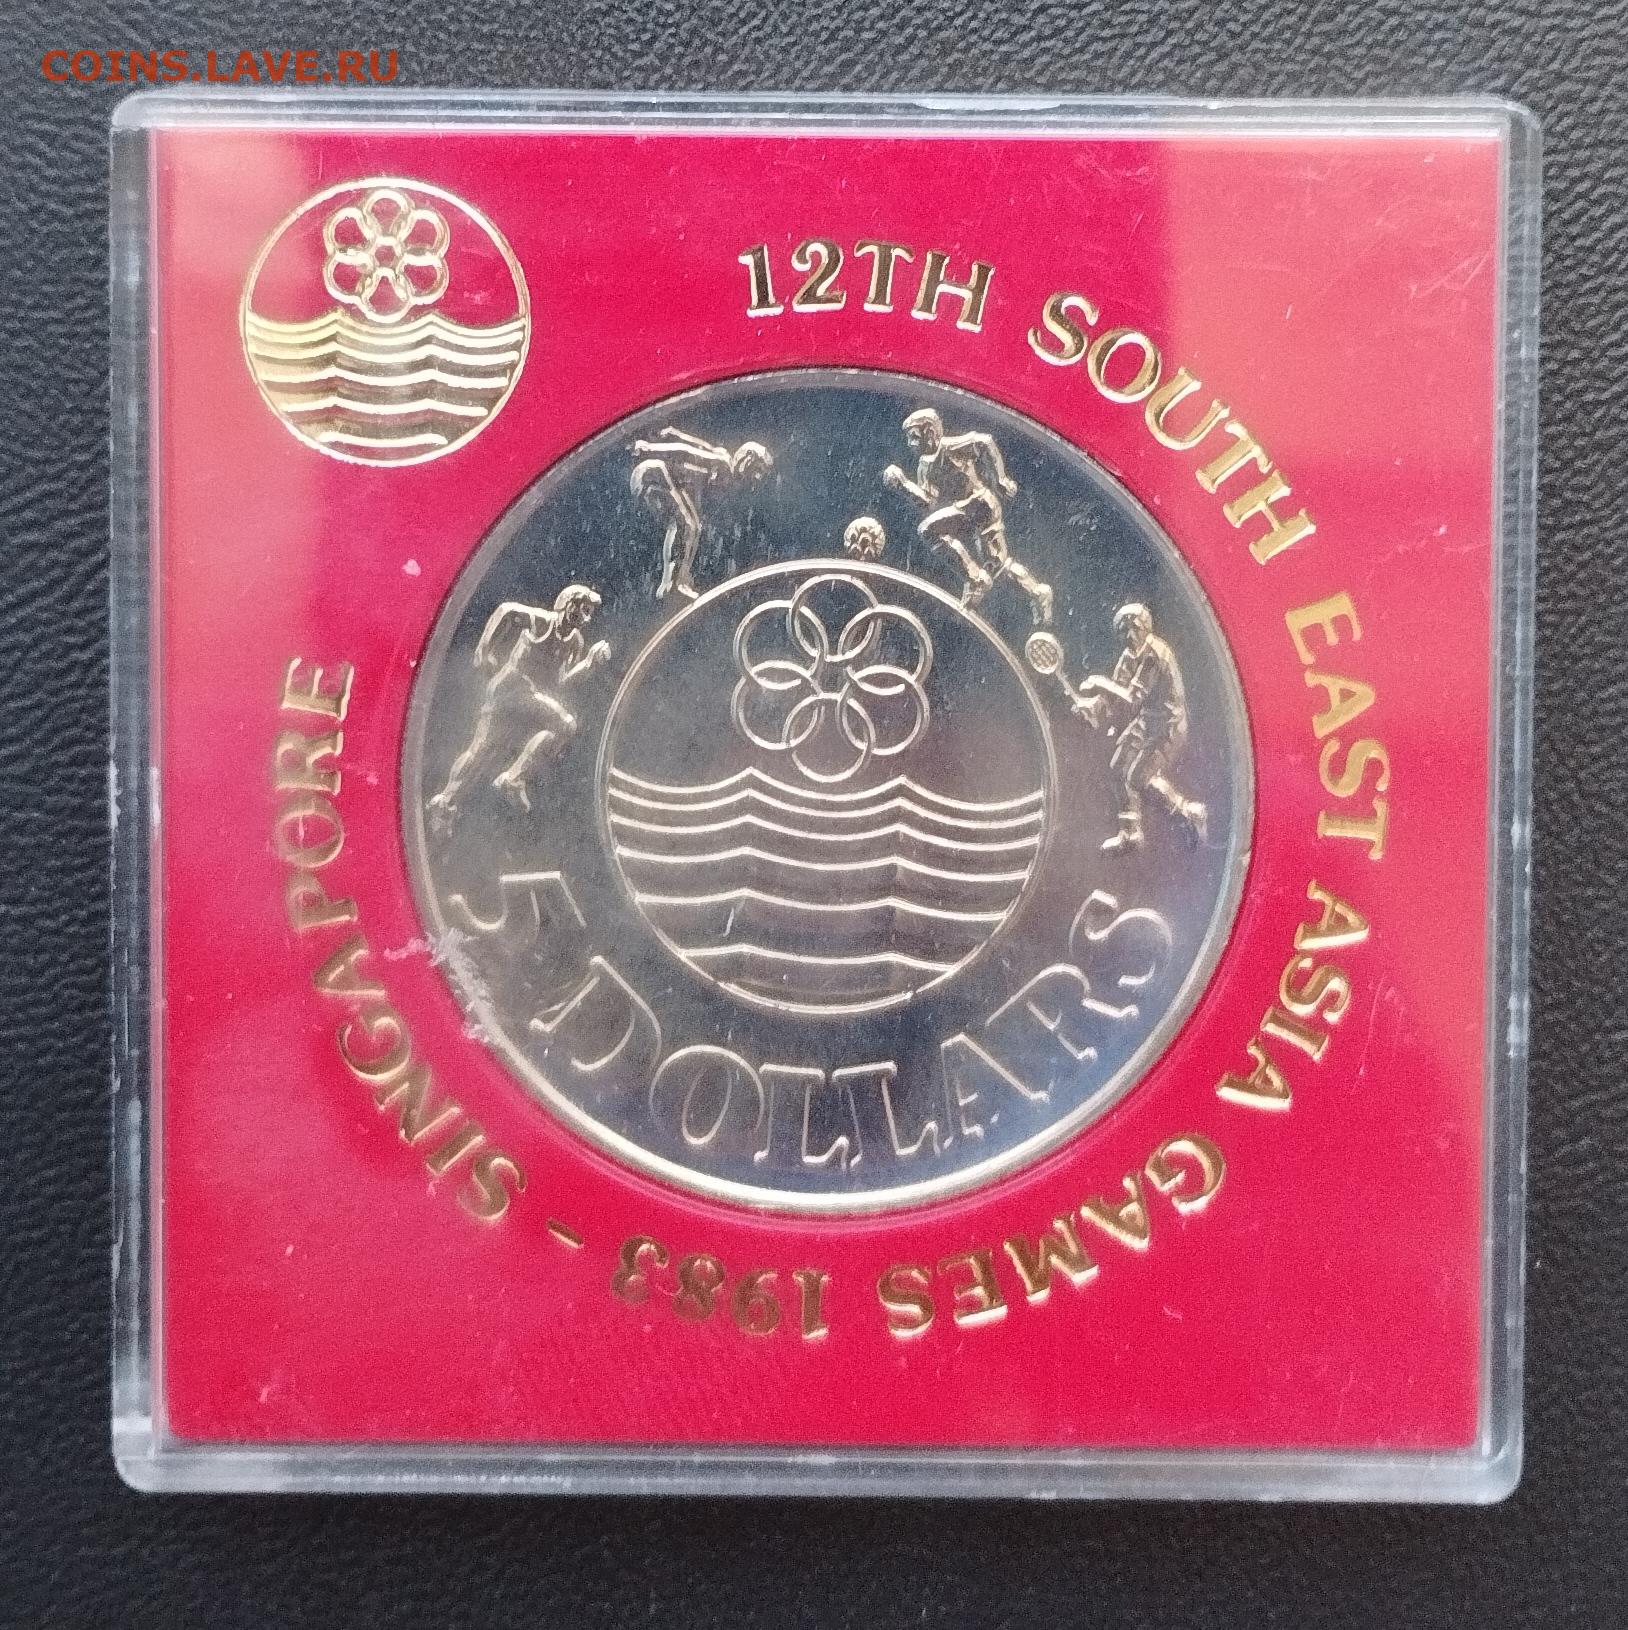 COINS.LAVE.RU
12TH SOUTH EAST ASIA GAMES 1983 - SINGAPORE
5 DOLLARS